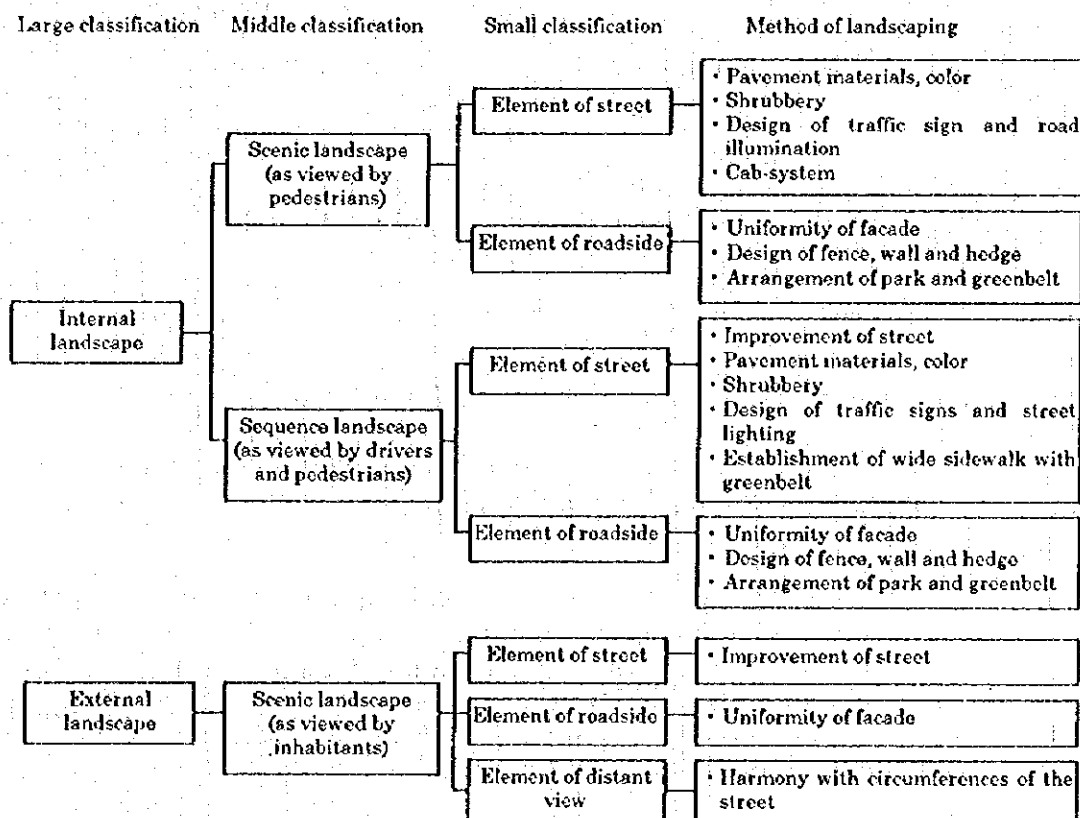 Large classification Middle classification Small classification Method of landscaping
Internal
landscape
Scenic landscape
(as viewed by
pedestrians)
Element of street
・Pavement materials, color
・Shrubbery
・Design of traffic sign and road
illumination
・Cab-system
Element of roadside
・Uniformity of facade
・Design of fence, wall and hedge
・Arrangement of park and greenbelt
Sequence landscape
(as viewed by drivers
and pedestrians)
Element of street
・Improvement of street
・Pavement materials, color
・Shrubbery
・Design of traffic signs and street
lighting
・Establishment of wide sidewalk with
greenbelt
Element of roadside
・Uniformity of facade
・Design of fence, wall and hedge
・Arrangement of park and greenbelt
External
landscape
Scenic landscape
(as viewed by
inhabitants)
Element of street
・Improvement of street
Element of roadside
・Uniformity of facade
Element of distant
view
・Harmony with circumferences of the
street